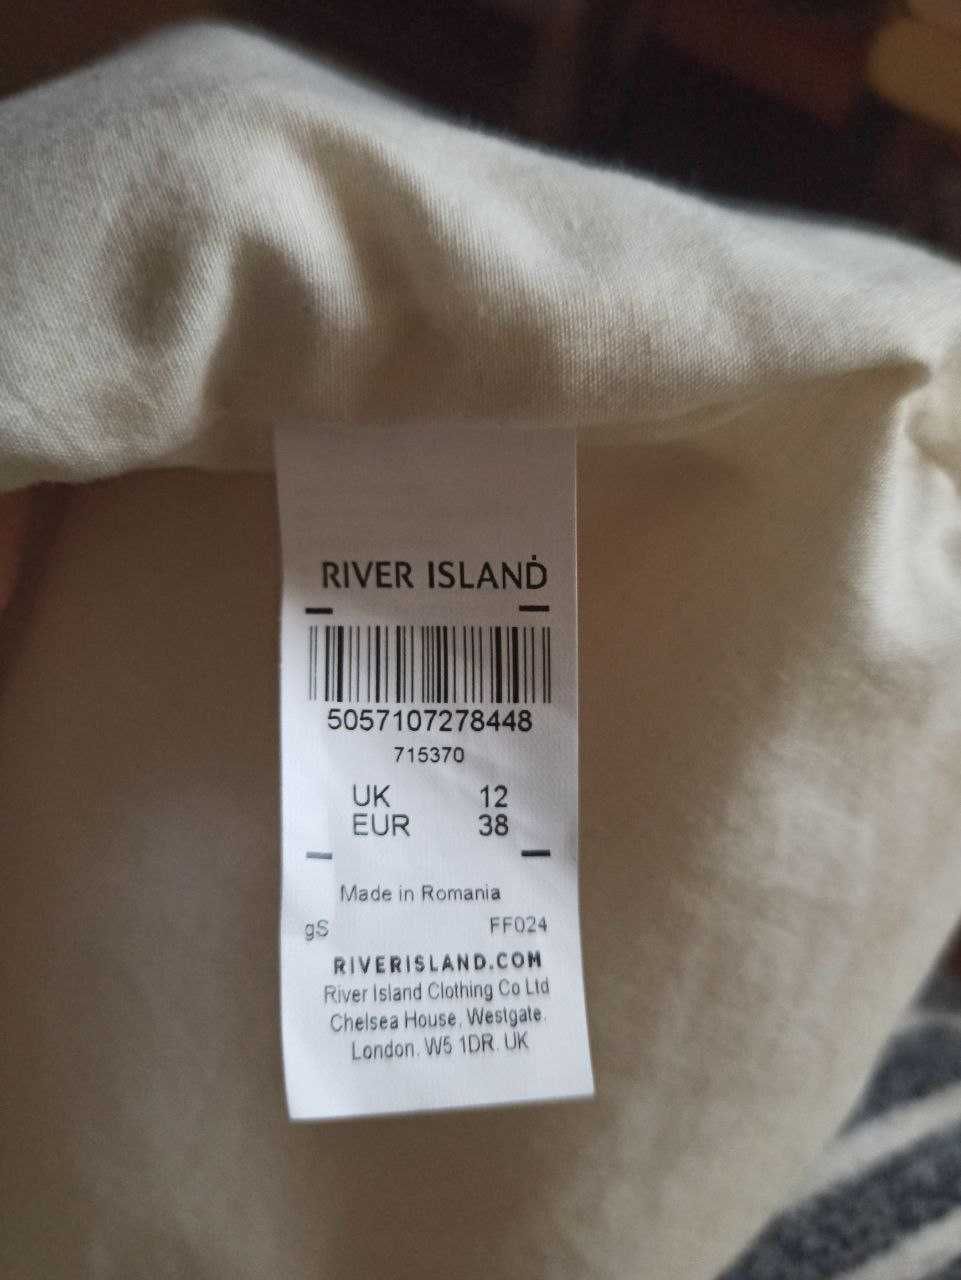 RIVER ISLAND
5057107278448
715370
UK 12
EUR 38
Made in Romania
gS FF024
RIVERISLAND.COM
River Island Clothing Co Ltd
Chelsea House, Westgate,
London. W5 1DR. UK